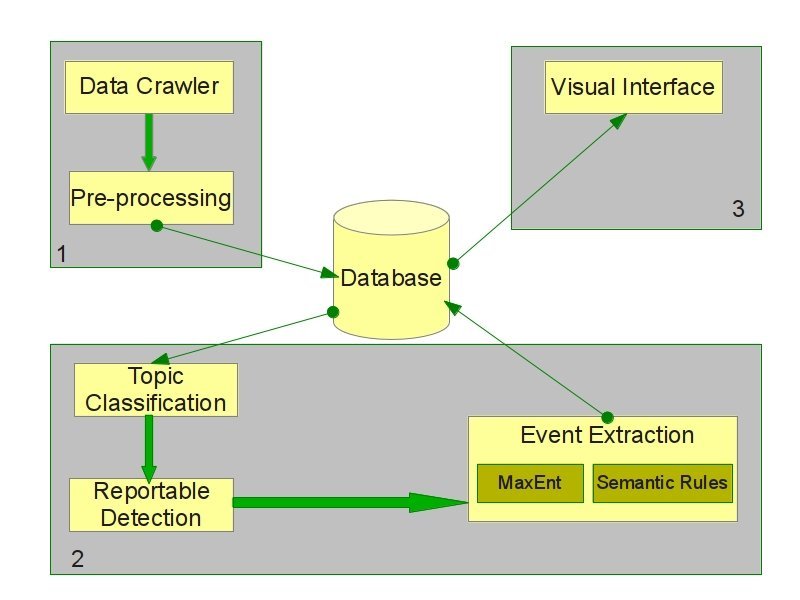 Data Crawler
Pre-processing
1
Visual Interface
3
Database
Topic
Classification
Reportable
Detection
2
Event Extraction
MaxEnt
Semantic Rules